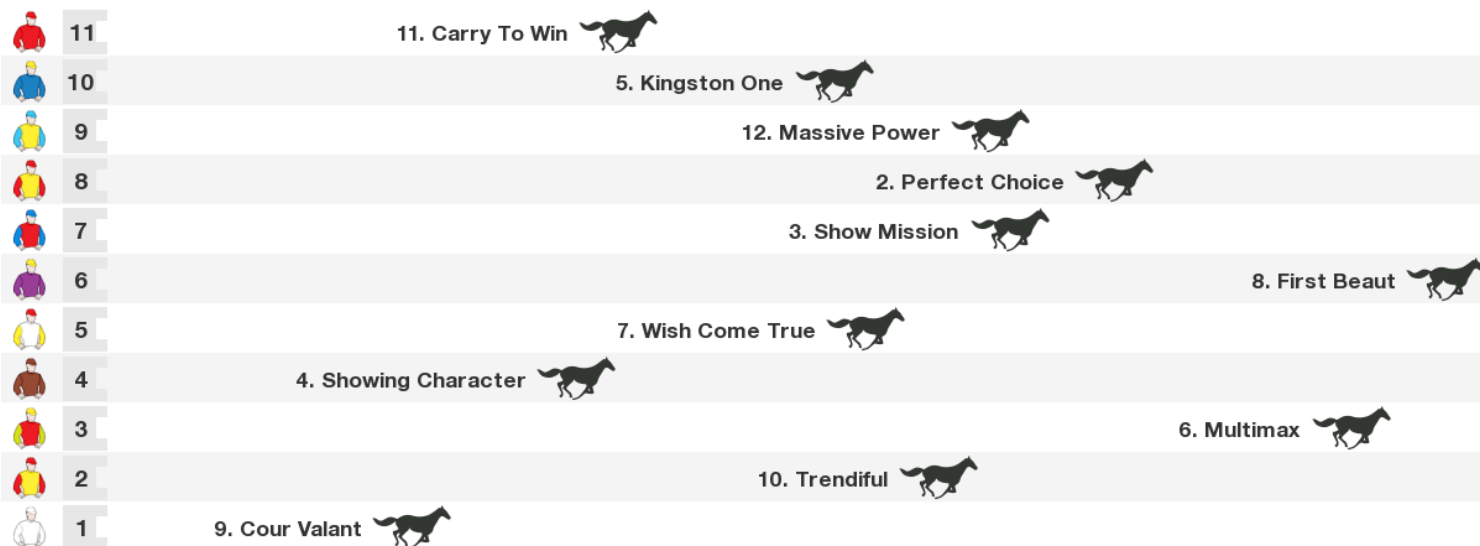 11 11. Carry To Win
10 5. Kingston One
9 12. Massive Power
8 2. Perfect Choice
7 3. Show Mission
6 8. First Beaut
5 7. Wish Come True
4 4. Showing Character
3 6. Multimax
2 10. Trendiful
1 9. Cour Valant